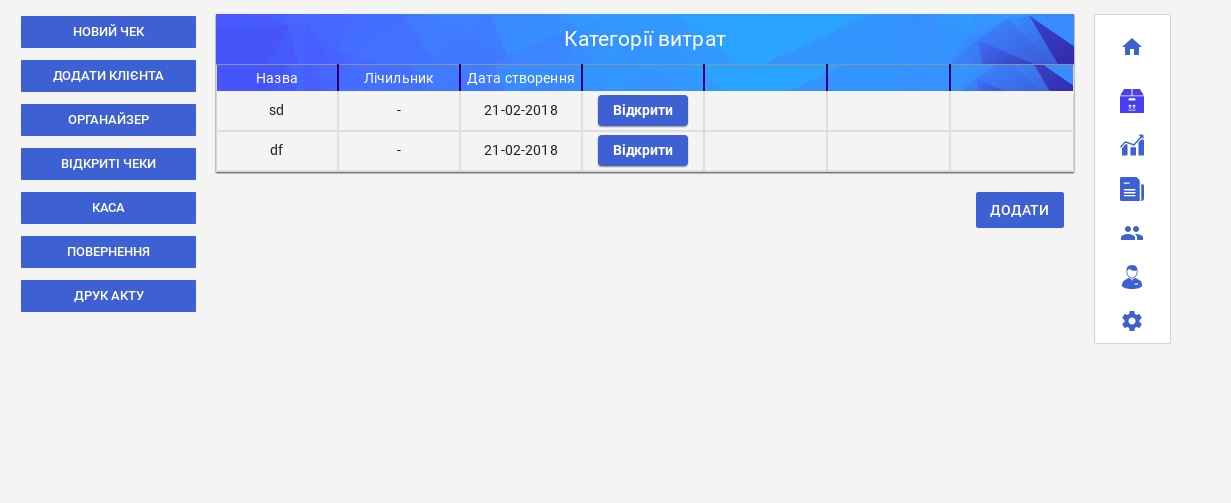 НОВИЙ ЧЕК
ДОДАТИ КЛІЄНТА
ОРГАНАЙЗЕР
ВІДКРИТІ ЧЕКИ
КАСА
ПОВЕРНЕННЯ
ДРУК АКТУ
Категорії витрат
Назва Лічильник Дата створення
sd - 21-02-2018 Відкрити
df - 21-02-2018 Відкрити
ДОДАТИ